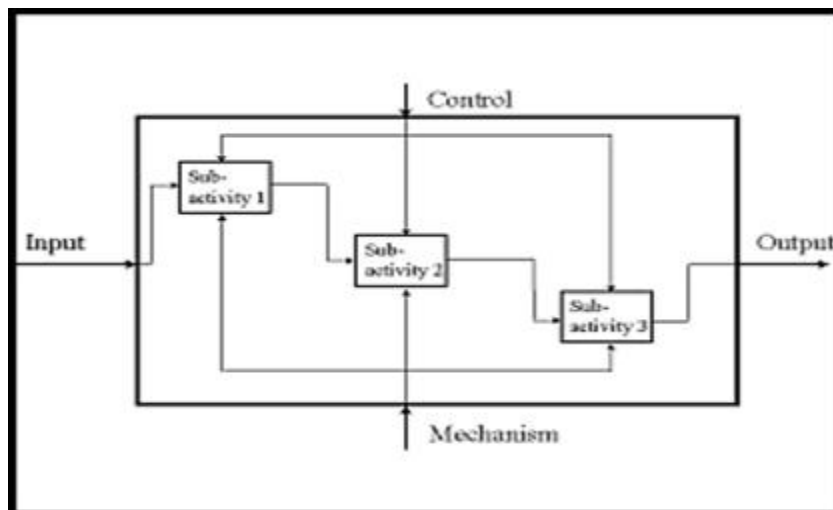 Control
Sub-
activity 1
Input
Sub-
activity 2
Output
Sub-
activity 3
Mechanism